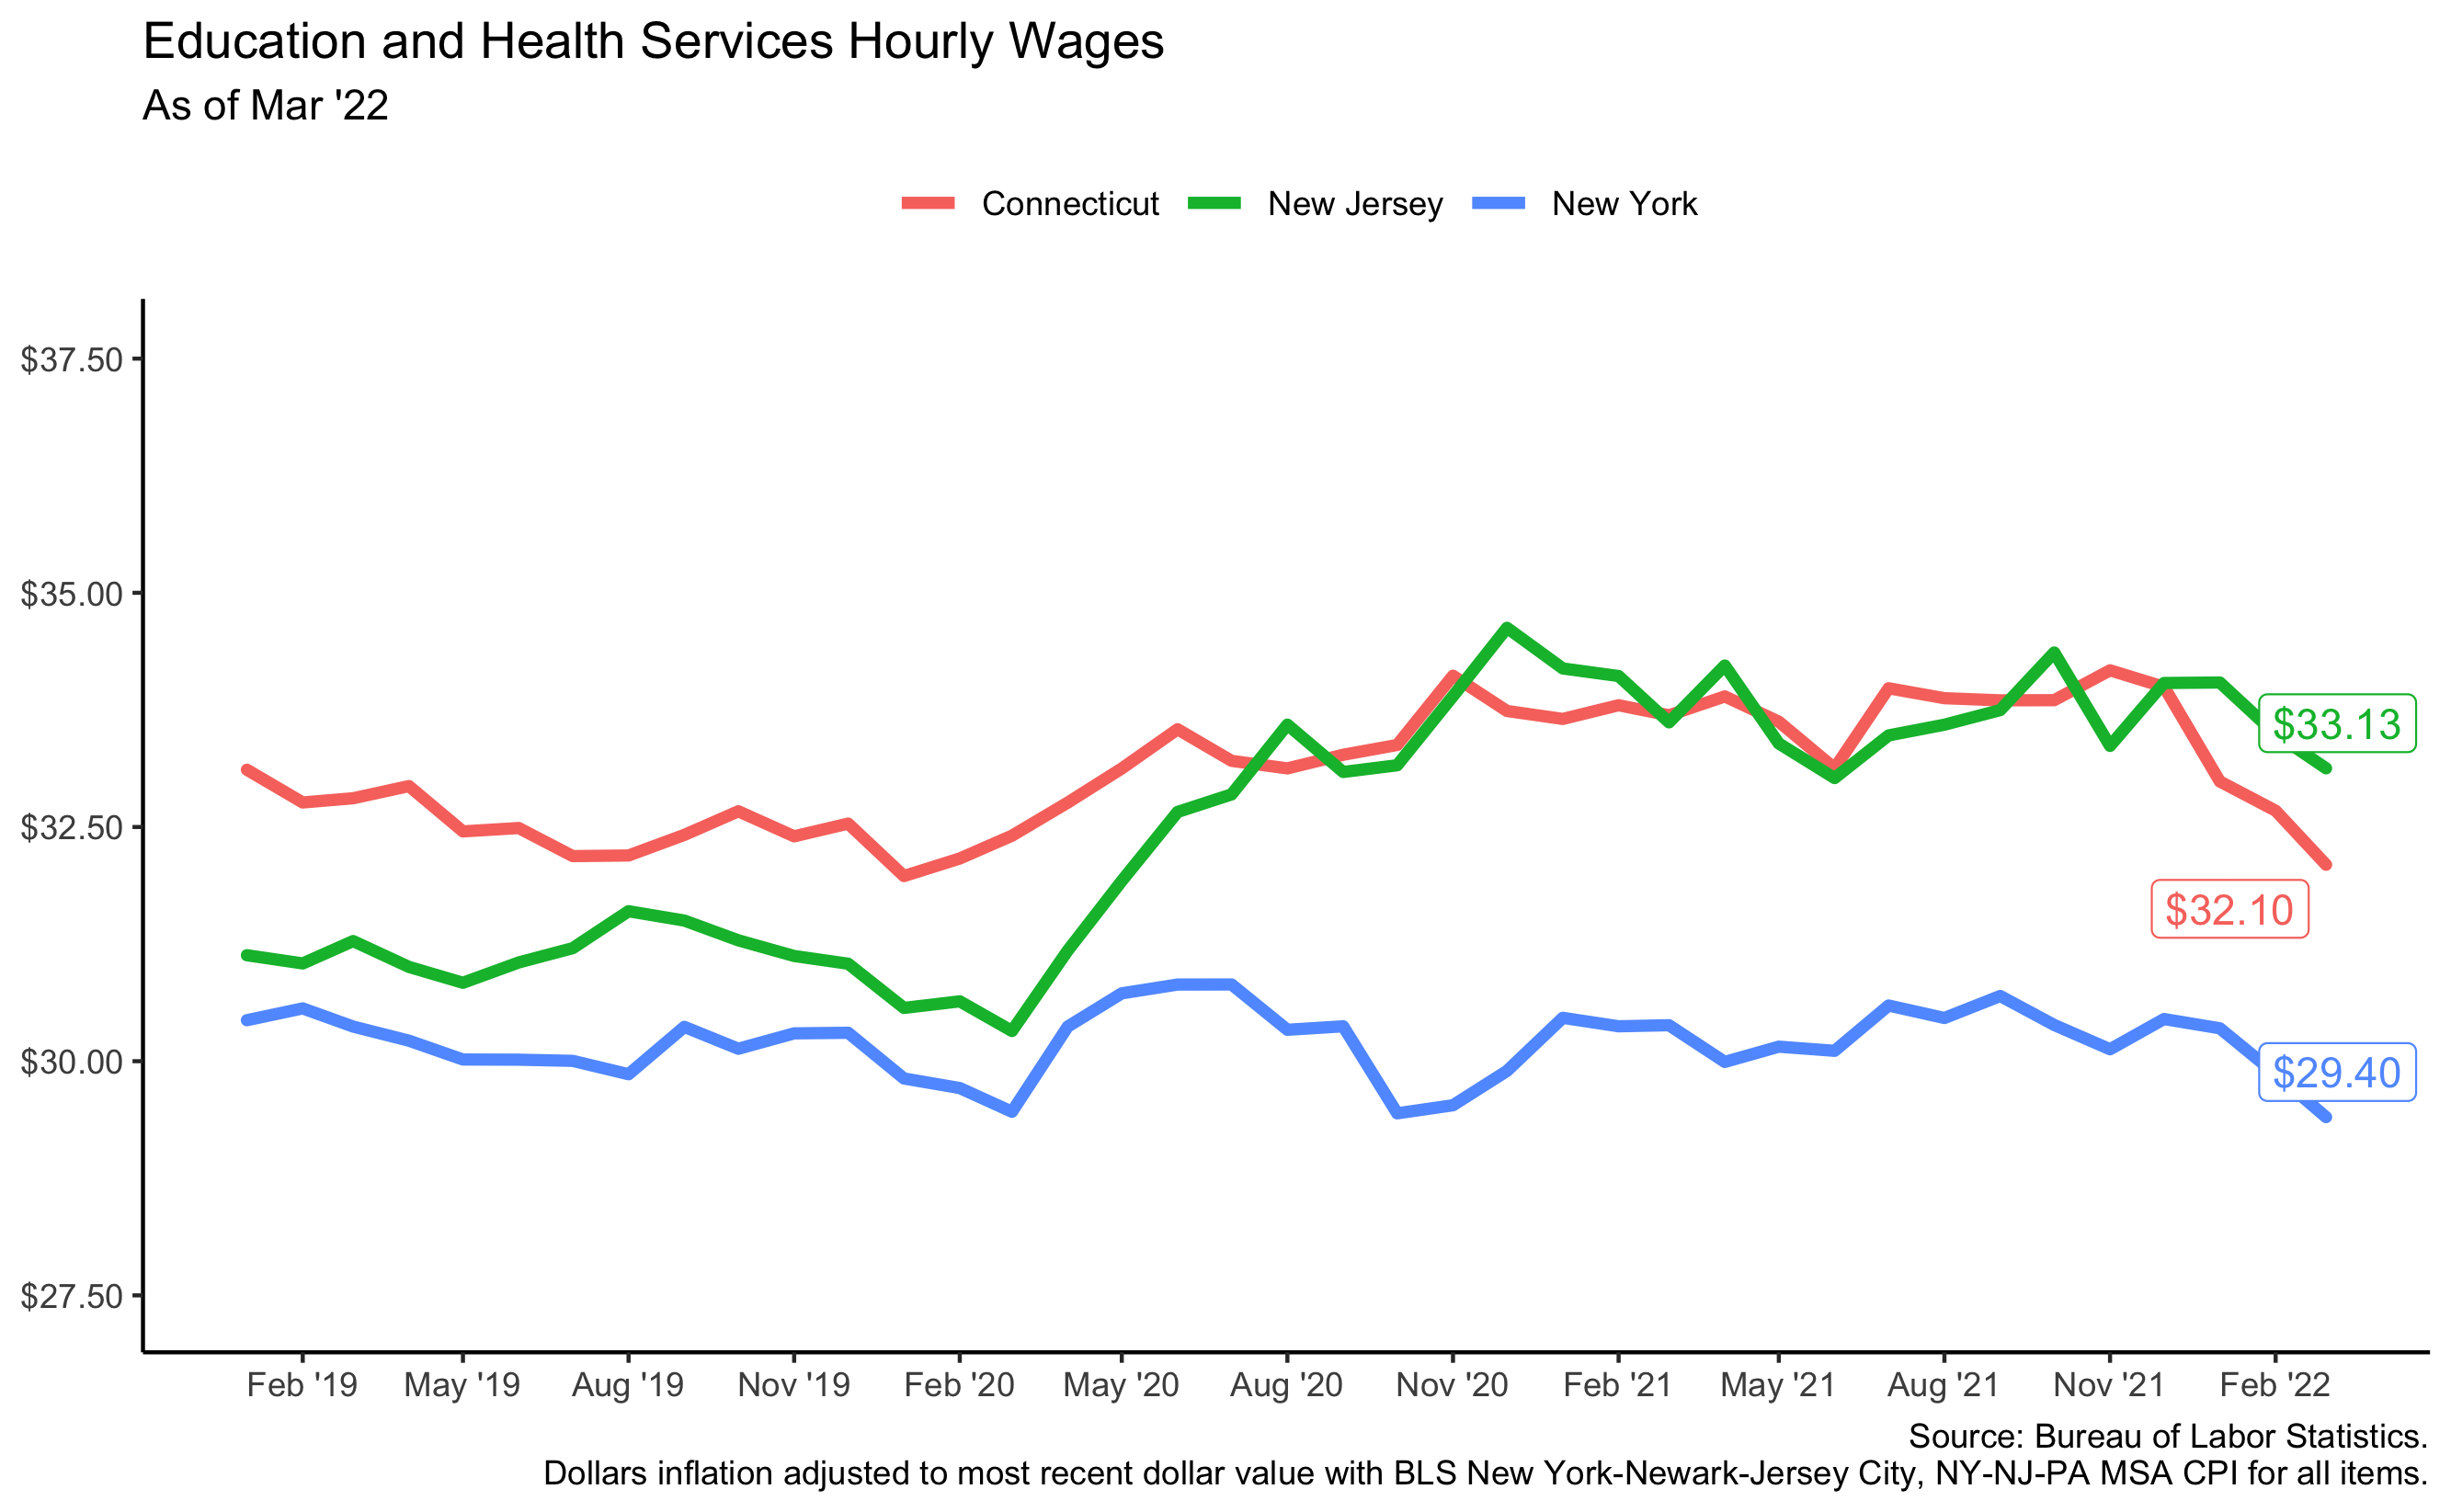 Education and Health Services Hourly Wages
As of Mar '22
Connecticut New Jersey New York
$37.50
$35.00
$32.50
$30.00
$27.50
$33.13
$32.10
$29.40
Feb '19 May '19 Aug '19 Nov '19 Feb '20 May '20 Aug '20 Nov '20 Feb '21 May '21 Aug '21 Nov '21 Feb '22
Source: Bureau of Labor Statistics.
Dollars inflation adjusted to most recent dollar value with BLS New York-Newark-Jersey City, NY-NJ-PA MSA CPI for all items.